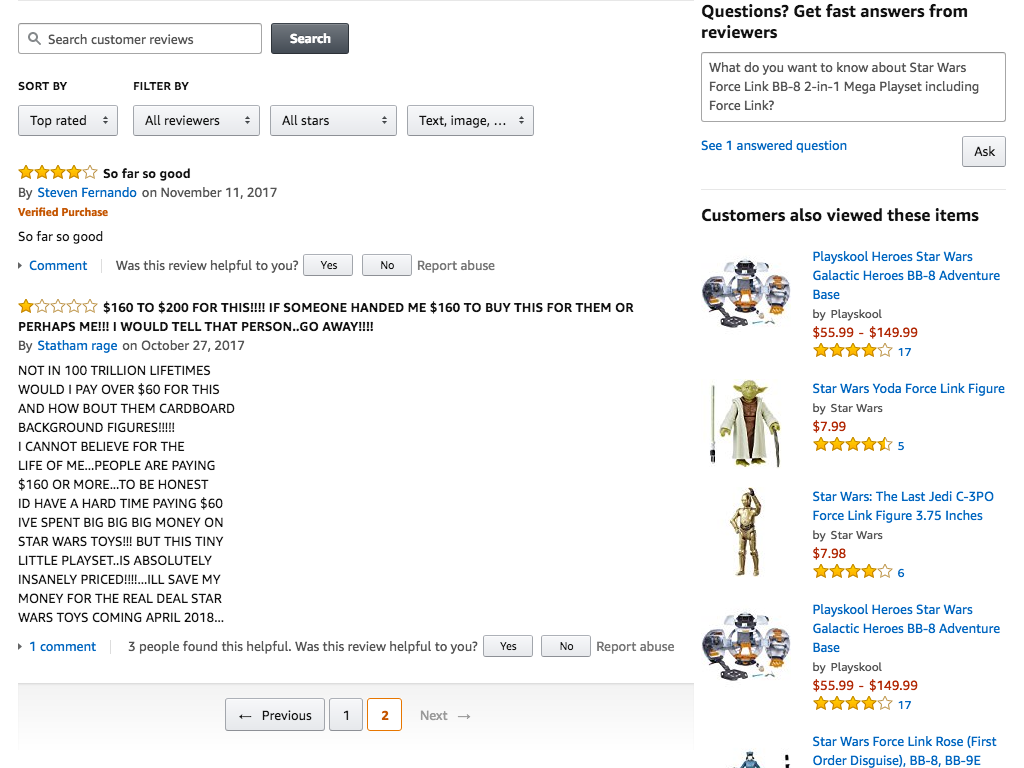 Search customer reviews
Search
SORT BY
FILTER BY
Top rated
All reviewers
All stars
Text, image, ...
So far so good
By Steven Fernando on November 11, 2017
Verified Purchase
So far so good
Comment
Was this review helpful to you?
Yes
No
Report abuse
$160 TO $200 FOR THIS!!!! IF SOMEONE HANDED ME $160 TO BUY THIS FOR THEM OR
PERHAPS ME!!! I WOULD TELL THAT PERSON..GO AWAY!!!!
By Statham rage on October 27, 2017
NOT IN 100 TRILLION LIFETIMES
WOULD I PAY OVER $60 FOR THIS
AND HOW BOUT THEM CARDBOARD
BACKGROUND FIGURES!!!!!
I CANNOT BELIEVE FOR THE
LIFE OF ME...PEOPLE ARE PAYING
$160 OR MORE...TO BE HONEST
ID HAVE A HARD TIME PAYING $60
IVE SPENT BIG BIG BIG MONEY ON
STAR WARS TOYS!!! BUT THIS TINY
LITTLE PLAYSET..IS ABSOLUTELY
INSANELY PRICED!!!!...ILL SAVE MY
MONEY FOR THE REAL DEAL STAR
WARS TOYS COMING APRIL 2018...
1 comment
3 people found this helpful. Was this review helpful to you?
Yes
No
Report abuse
← Previous
1
2
Next →
Questions? Get fast answers from
reviewers
What do you want to know about Star Wars
Force Link BB-8 2-in-1 Mega Playset including
Force Link?
See 1 answered question
Ask
Customers also viewed these items
Playskool Heroes Star Wars
Galactic Heroes BB-8 Adventure
Base
by Playskool
$55.99 - $149.99
17
Star Wars Yoda Force Link Figure
by Star Wars
$7.99
5
Star Wars: The Last Jedi C-3PO
Force Link Figure 3.75 Inches
by Star Wars
$7.98
6
Playskool Heroes Star Wars
Galactic Heroes BB-8 Adventure
Base
by Playskool
$55.99 - $149.99
17
Star Wars Force Link Rose (First
Order Disguise), BB-8, BB-9E